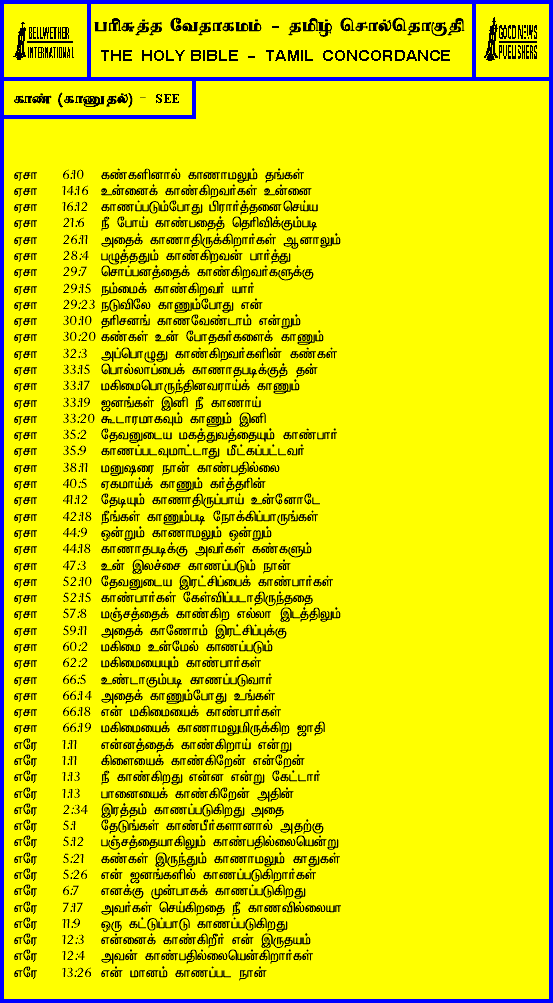 BELLWETHER
INTERNATIONAL
பரிசுத்த வேதாகமம் - தமிழ் சொல்தொகுதி
THE HOLY BIBLE - TAMIL CONCORDANCE
GOOD NEWS
PUBLISHERS
காண் (காணுதல்) - SEE
ஏசா 6:10 கண்களினால் காணாமலும் தங்கள்
ஏசா 14:16 உன்னைக் காண்கிறவர்கள் உன்னை
ஏசா 16:12 காணப்படும்போது பிரார்த்தனைசெய்ய
ஏசா 21:6 நீ போய் காண்பதைத் தெரிவிக்கும்படி
ஏசா 26:11 அதைக் காணாதிருக்கிறார்கள் ஆனாலும்
ஏசா 28:4 பழுத்ததும் காண்கிறவன் பார்த்து
ஏசா 29:7 சொப்பனத்தைக் காண்கிறவர்களுக்கு
ஏசா 29:15 நம்மைக் காண்கிறவர் யார்
ஏசா 29:23 நடுவிலே காணும்போது என்
ஏசா 30:10 தரிசனங் காணவேண்டாம் என்றும்
ஏசா 30:20 கண்கள் உன் போதகர்களைக் காணும்
ஏசா 32:3 அப்பொழுது காண்கிறவர்களின் கண்கள்
ஏசா 33:15 பொல்லாப்பைக் காணாதபடிக்குத் தன்
ஏசா 33:17 மகிமைபொருந்தினவராய்க் காணும்
ஏசா 33:19 ஜனங்கள் இனி நீ காணாய்
ஏசா 33:20 கூடாரமாகவும் காணும் இனி
ஏசா 35:2 தேவனுடைய மகத்துவத்தையும் காண்பார்
ஏசா 35:9 காணப்படவுமாட்டாது மீட்கப்பட்டவர்
ஏசா 38:11 மனுஷரை நான் காண்பதில்லை
ஏசா 40:5 ஏகமாய்க் காணும் கர்த்தரின்
ஏசா 41:12 தேடியும் காணாதிருப்பாய் உன்னோடே
ஏசா 42:18 நீங்கள் காணும்படி நோக்கிப்பாருங்கள்
ஏசா 44:9 ஒன்றும் காணாமலும் ஒன்றும்
ஏசா 44:18 காணாதபடிக்கு அவர்கள் கண்களும்
ஏசா 47:3 உன் இலச்சை காணப்படும் நான்
ஏசா 52:10 தேவனுடைய இரட்சிப்பைக் காண்பார்கள்
ஏசா 52:15 காண்பார்கள் கேள்விப்படாதிருந்ததை
ஏசா 57:8 மஞ்சத்தைக் காண்கிற எல்லா இடத்திலும்
ஏசா 59:11 அதைக் காணோம் இரட்சிப்புக்கு
ஏசா 60:2 மகிமை உன்மேல் காணப்படும்
ஏசா 62:2 மகிமையையும் காண்பார்கள்
ஏசா 66:5 உண்டாகும்படி காணப்படுவார்
ஏசா 66:14 அதைக் காணும்போது உங்கள்
ஏசா 66:18 என் மகிமையைக் காண்பார்கள்
ஏசா 66:19 மகிமையைக் காணாமலுமிருக்கிற ஜாதி
எரே 1:11 என்னத்தைக் காண்கிறாய் என்று
எரே 1:11 கிளையைக் காண்கிறேன் என்றேன்
எரே 1:13 நீ காண்கிறது என்ன என்று கேட்டார்
எரே 1:13 பானையைக் காண்கிறேன் அதின்
எரே 2:34 இரத்தம் காணப்படுகிறது அதை
எரே 5:1 தேடுங்கள் காண்பீர்களானால் அதற்கு
எரே 5:12 பஞ்சத்தையாகிலும் காண்பதில்லையென்று
எரே 5:21 கண்கள் இருந்தும் காணாமலும் காதுகள்
எரே 5:26 என் ஜனங்களில் காணப்படுகிறார்கள்
எரே 6:7 எனக்கு முன்பாகக் காணப்படுகிறது
எரே 7:17 அவர்கள் செய்கிறதை நீ காணவில்லையா
எரே 11:9 ஒரு கட்டுப்பாடு காணப்படுகிறது
எரே 12:3 என்னைக் காண்கிறீர் என் இருதயம்
எரே 12:4 அவன் காண்பதில்லையென்கிறார்கள்
எரே 13:26 என் மானம் காணப்பட நான்